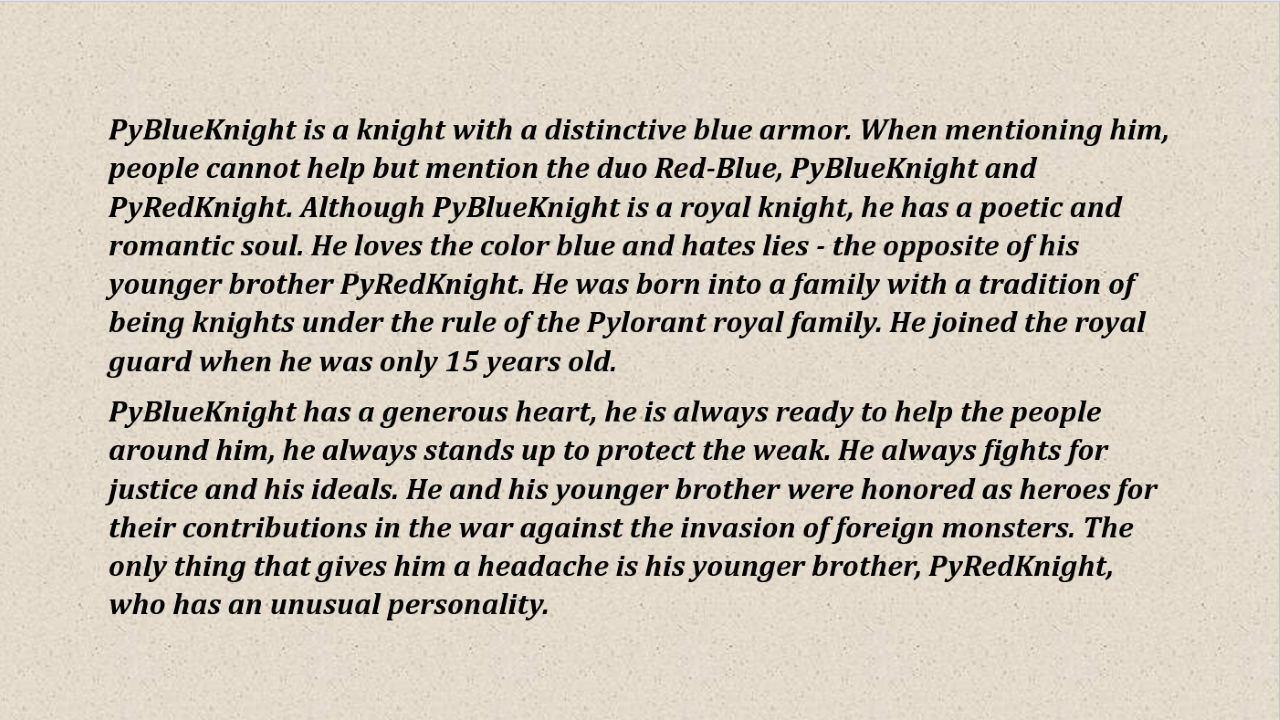 PyBlueKnight is a knight with a distinctive blue armor. When mentioning him,
people cannot help but mention the duo Red-Blue, PyBlueKnight and
PyRedKnight. Although PyBlueKnight is a royal knight, he has a poetic and
romantic soul. He loves the color blue and hates lies - the opposite of his
younger brother PyRedKnight. He was born into a family with a tradition of
being knights under the rule of the Pylorant royal family. He joined the royal
guard when he was only 15 years old.
PyBlueKnight has a generous heart, he is always ready to help the people
around him, he always stands up to protect the weak. He always fights for
justice and his ideals. He and his younger brother were honored as heroes for
their contributions in the war against the invasion of foreign monsters. The
only thing that gives him a headache is his younger brother, PyRedKnight,
who has an unusual personality.